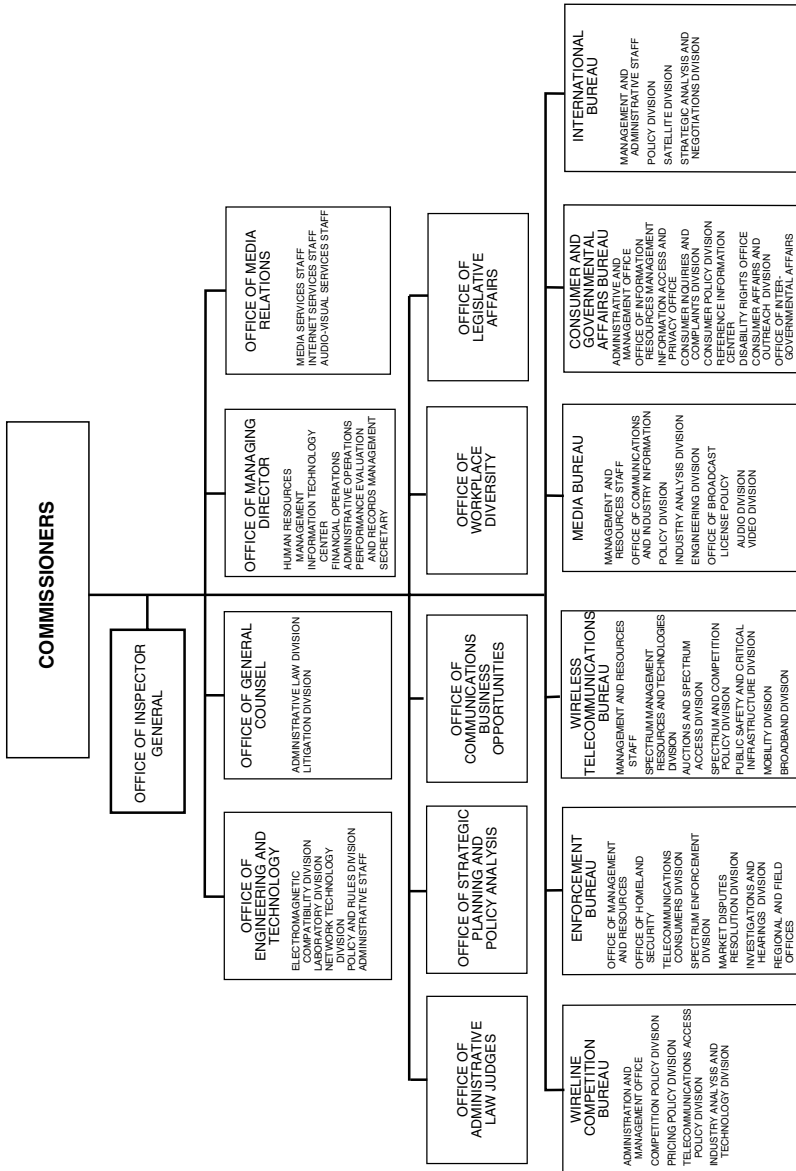 COMMISSIONERS
OFFICE OF INSPECTOR
GENERAL
OFFICE OF
ENGINEERING AND
TECHNOLOGY
ELECTROMAGNETIC
COMPATIBILITY DIVISION
LABORATORY DIVISION
NETWORK TECHNOLOGY
DIVISION
POLICY AND RULES DIVISION
ADMINISTRATIVE STAFF
OFFICE OF GENERAL
COUNSEL
ADMINISTRATIVE LAW DIVISION
LITIGATION DIVISION
OFFICE OF MANAGING
DIRECTOR
HUMAN RESOURCES
MANAGEMENT
INFORMATION TECHNOLOGY
CENTER
FINANCIAL OPERATIONS
ADMINISTRATIVE OPERATIONS
PERFORMANCE EVALUATION
AND RECORDS MANAGEMENT
SECRETARY
OFFICE OF MEDIA
RELATIONS
MEDIA SERVICES STAFF
INTERNET SERVICES STAFF
AUDIO-VISUAL SERVICES STAFF
OFFICE OF
ADMINISTRATIVE
LAW JUDGES
OFFICE OF STRATEGIC
PLANNING AND
POLICY ANALYSIS
OFFICE OF
COMMUNICATIONS
BUSINESS
OPPORTUNITIES
OFFICE OF
WORKPLACE
DIVERSITY
OFFICE OF
LEGISLATIVE
AFFAIRS
WIRELINE
COMPETITION
BUREAU
ADMINISTRATION AND
MANAGEMENT OFFICE
COMPETITION POLICY DIVISION
PRICING POLICY DIVISION
TELECOMMUNICATIONS ACCESS
POLICY DIVISION
INDUSTRY ANALYSIS AND
TECHNOLOGY DIVISION
ENFORCEMENT
BUREAU
OFFICE OF MANAGEMENT
AND RESOURCES
OFFICE OF HOMELAND
SECURITY
TELECOMMUNICATIONS
CONSUMERS DIVISION
SPECTRUM ENFORCEMENT
DIVISION
MARKET DISPUTES
RESOLUTION DIVISION
INVESTIGATIONS AND
HEARINGS DIVISION
REGIONAL AND FIELD
OFFICES
WIRELESS
TELECOMMUNICATIONS
BUREAU
MANAGEMENT AND RESOURCES
STAFF
SPECTRUM MANAGEMENT
RESOURCES AND TECHNOLOGIES
DIVISION
AUCTIONS AND SPECTRUM
ACCESS DIVISION
SPECTRUM AND COMPETITION
POLICY DIVISION
PUBLIC SAFETY AND CRITICAL
INFRASTRUCTURE DIVISION
MOBILITY DIVISION
BROADBAND DIVISION
MEDIA BUREAU
MANAGEMENT AND
RESOURCES STAFF
OFFICE OF COMMUNICATIONS
AND INDUSTRY INFORMATION
POLICY DIVISION
INDUSTRY ANALYSIS DIVISION
ENGINEERING DIVISION
OFFICE OF BROADCAST
LICENSE POLICY
AUDIO DIVISION
VIDEO DIVISION
CONSUMER AND
GOVERNMENTAL
AFFAIRS BUREAU
ADMINISTRATIVE AND
MANAGEMENT OFFICE
OFFICE OF INFORMATION
RESOURCES MANAGEMENT
INFORMATION ACCESS AND
PRIVACY OFFICE
CONSUMER INQUIRIES AND
COMPLAINTS DIVISION
CONSUMER POLICY DIVISION
REFERENCE INFORMATION
CENTER
DISABILITY RIGHTS OFFICE
CONSUMER AFFAIRS AND
OUTREACH DIVISION
OFFICE OF INTER-
GOVERNMENTAL AFFAIRS
INTERNATIONAL
BUREAU
MANAGEMENT AND
ADMINISTRATIVE STAFF
POLICY DIVISION
SATELLITE DIVISION
STRATEGIC ANALYSIS AND
NEGOTIATIONS DIVISION